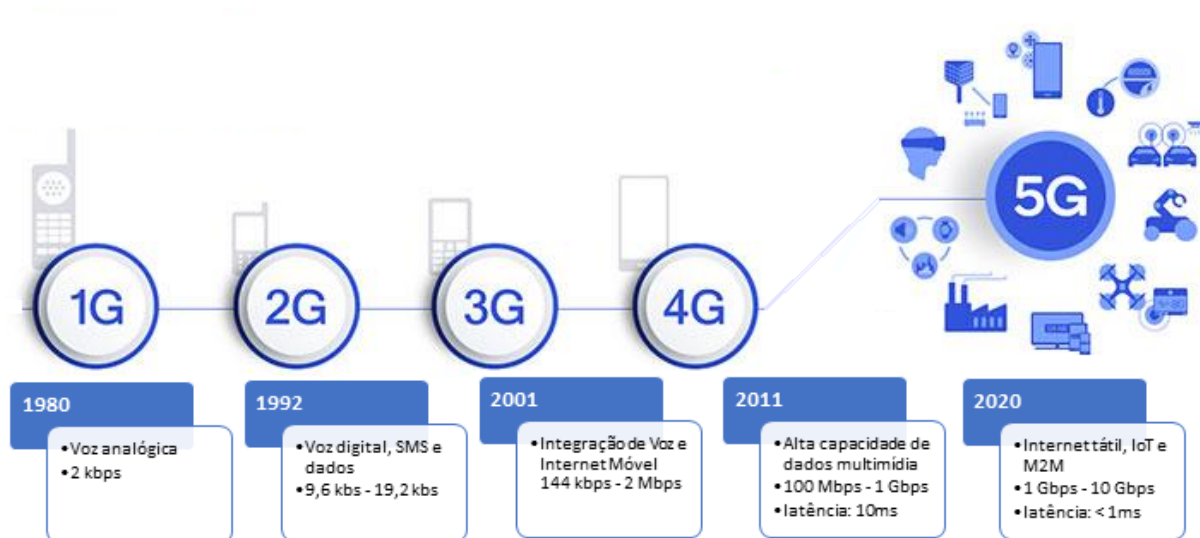 1G
2G
3G
4G
5G
1980
•Voz analógica
•2 kbps
1992
•Voz digital, SMS e
dados
•9,6 kbs - 19,2 kbs
2001
•Integração de Voz e
Internet Móvel
144 kbps - 2 Mbps
2011
•Alta capacidade de
dados multimídia
•100 Mbps - 1 Gbps
•latência: 10ms
2020
•Internet tátil, IoT e
M2M
•1 Gbps - 10 Gbps
•latência: < 1ms